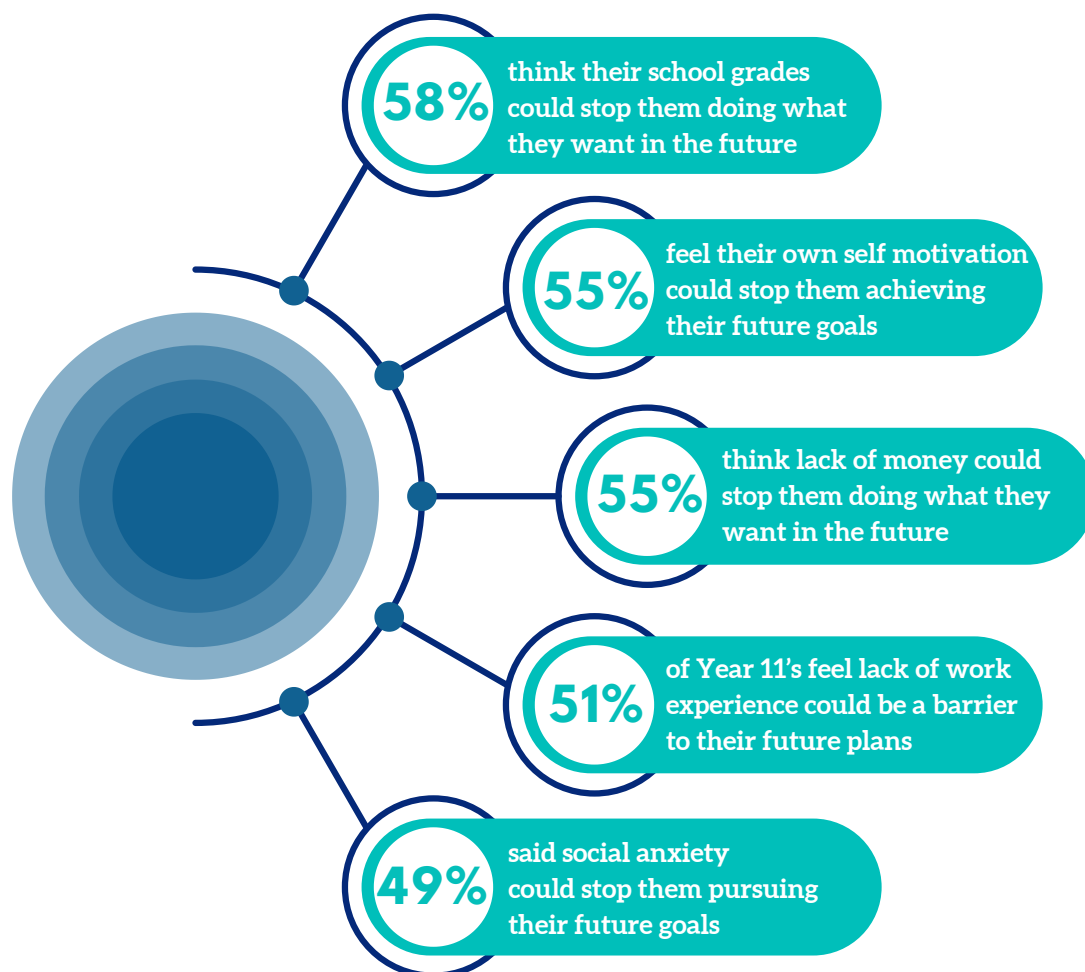 58%
think their school grades
could stop them doing what
they want in the future
55%
feel their own self motivation
could stop them achieving
their future goals
55%
think lack of money could
stop them doing what they
want in the future
51%
of Year 11's feel lack of work
experience could be a barrier
to their future plans
49%
said social anxiety
could stop them pursuing
their future goals